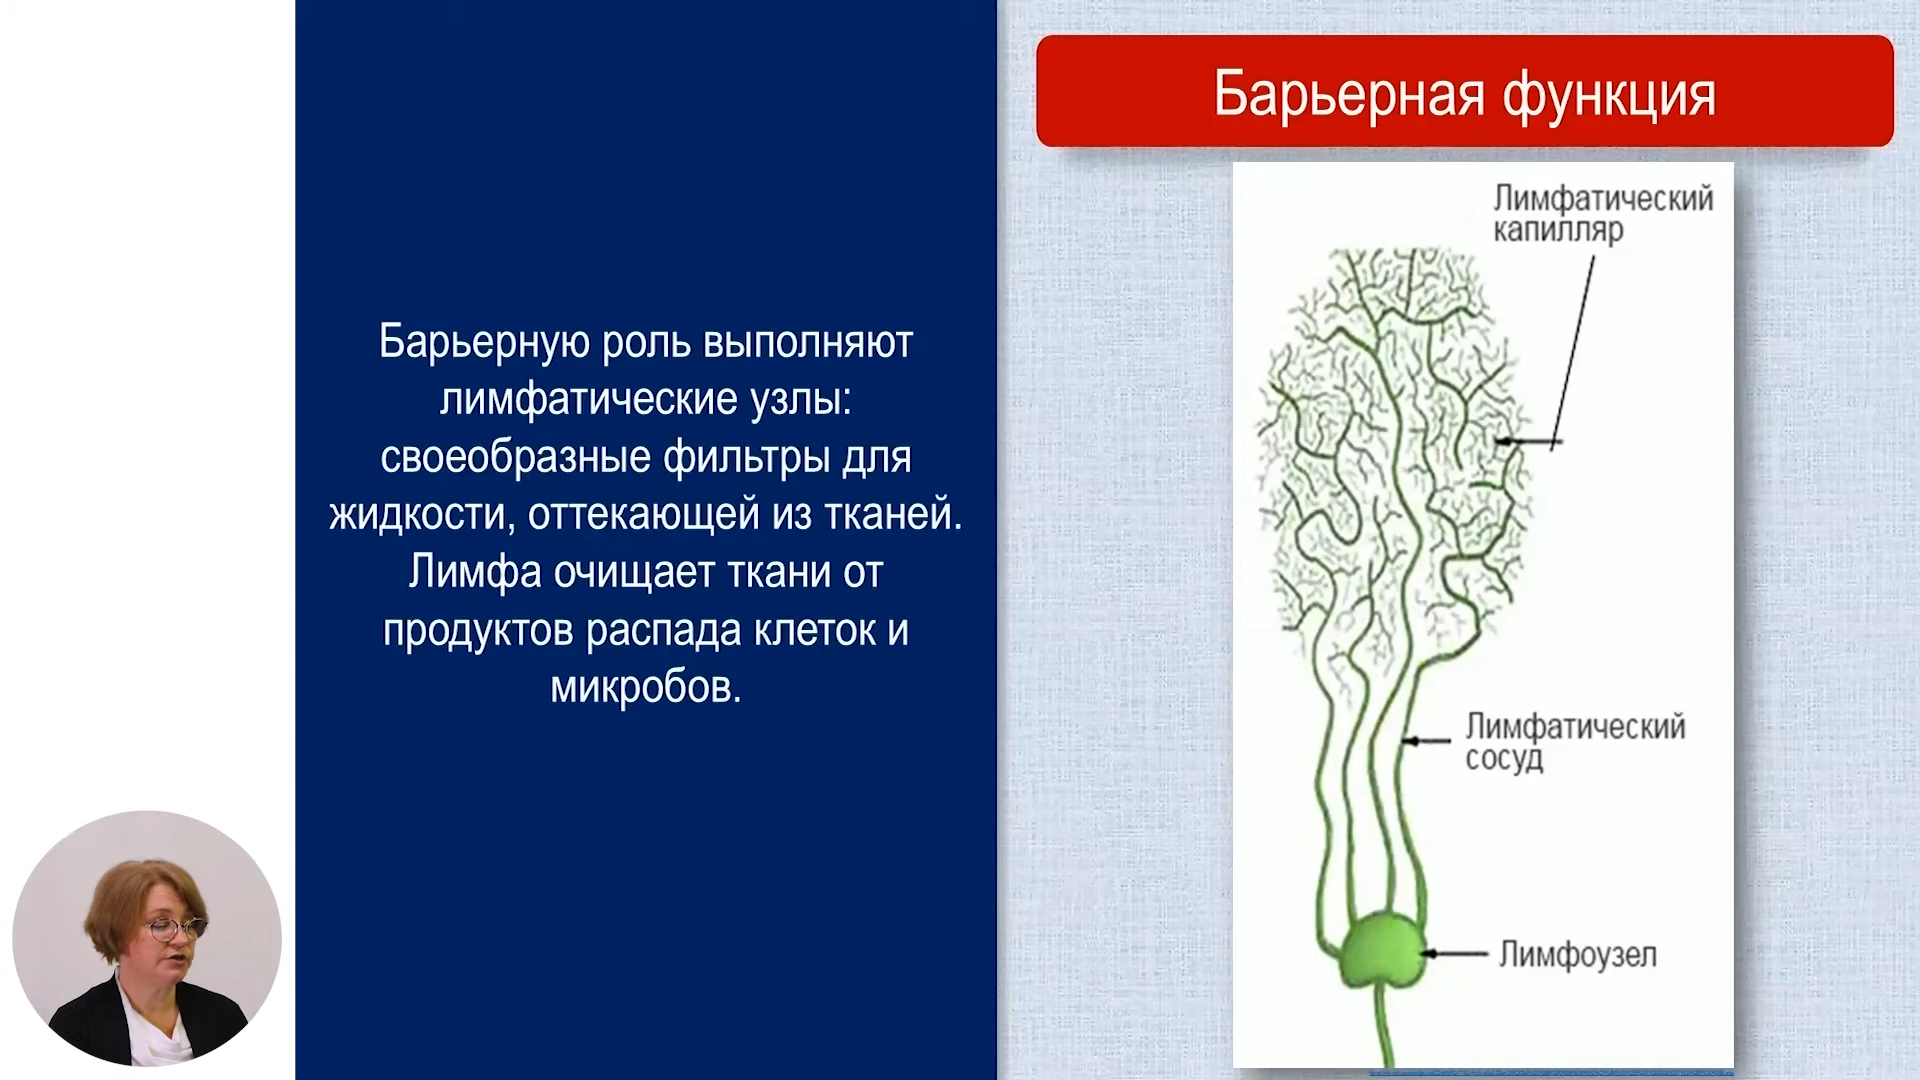 Барьерная функция
Барьерную роль выполняют
лимфатические узлы:
своеобразные фильтры для
жидкости, оттекающей из тканей.
Лимфа очищает ткани от
продуктов распада клеток и
микробов.
Лимфатический
капилляр
Лимфатический
сосуд
Лимфоузел